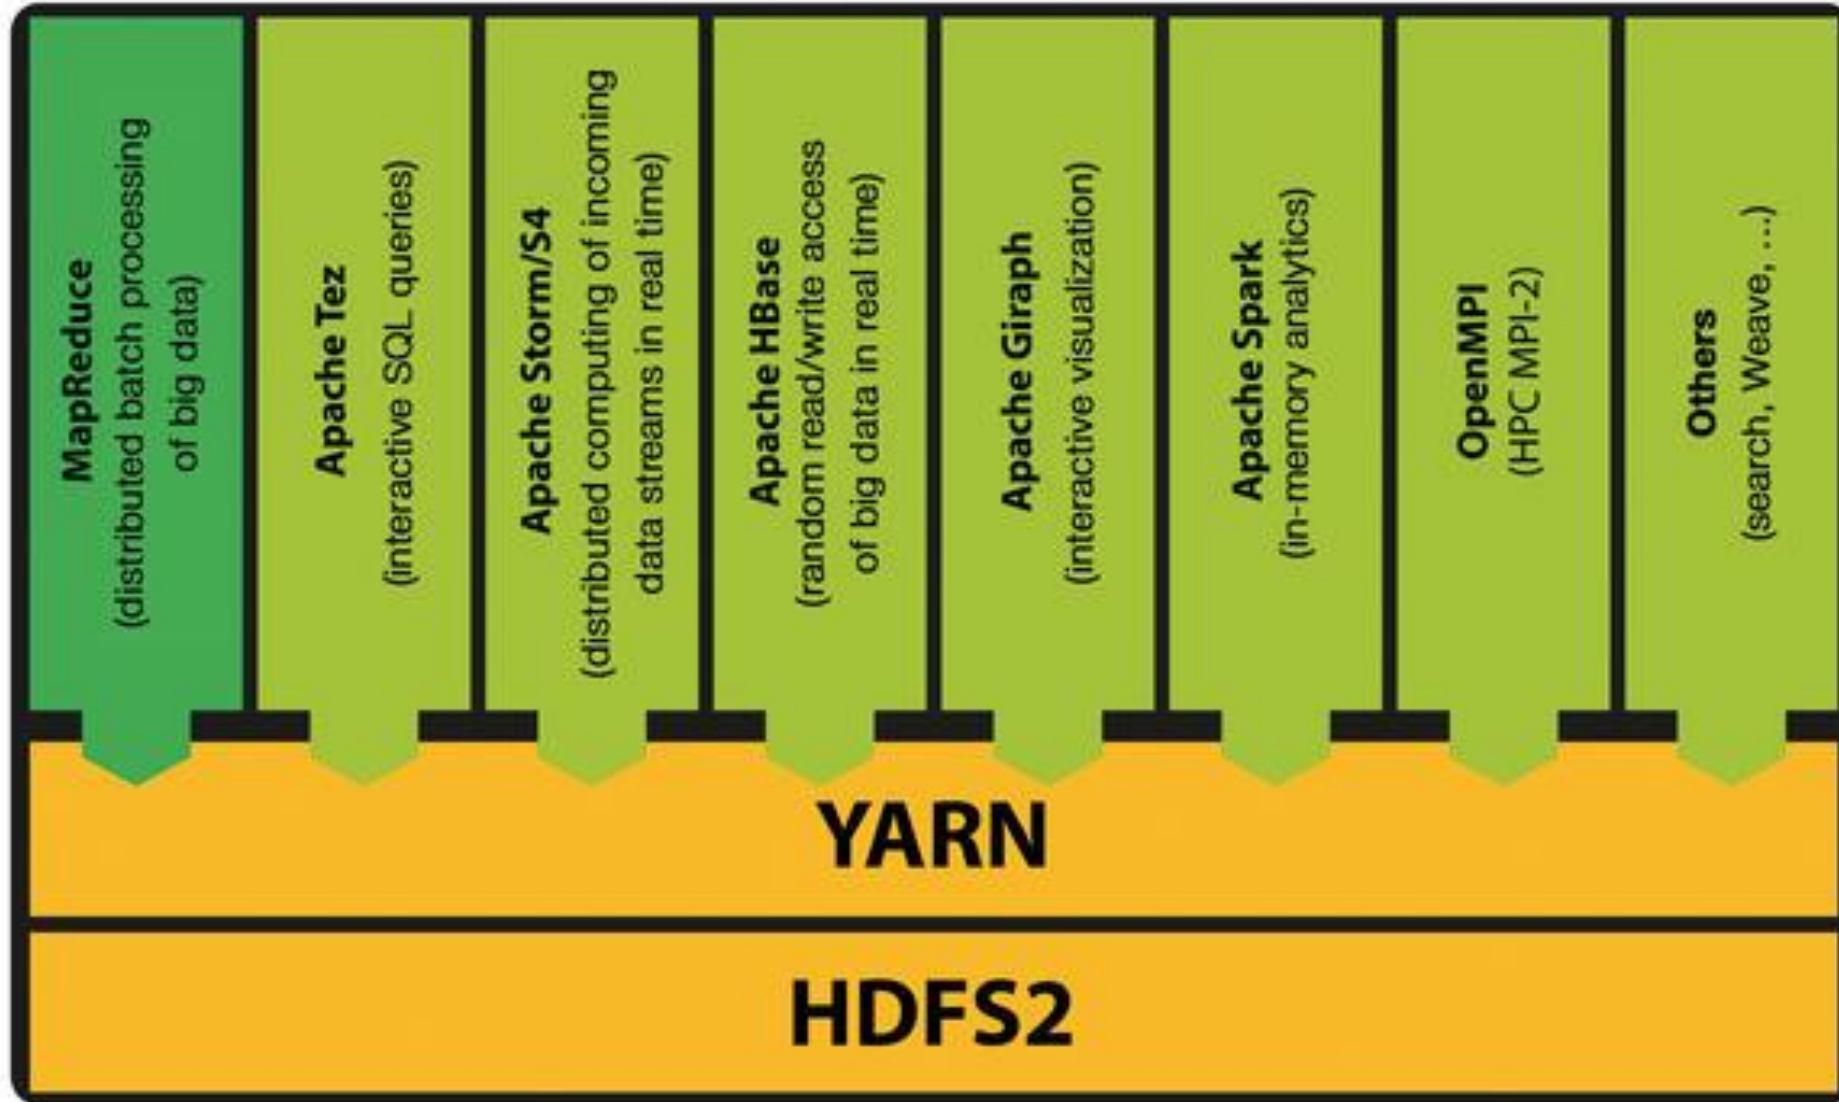 MapReduce
(distributed batch processing
of big data)
Apache Tez
(interactive SQL queries)
Apache Storm/S4
(distributed computing of incoming
data streams in real time)
Apache HBase
(random read/write access
of big data in real time)
Apache Giraph
(interactive visualization)
Apache Spark
(in-memory analytics)
OpenMPI
(HPC MPI-2)
Others
(search, Weave, ...)
YARN
HDFS2